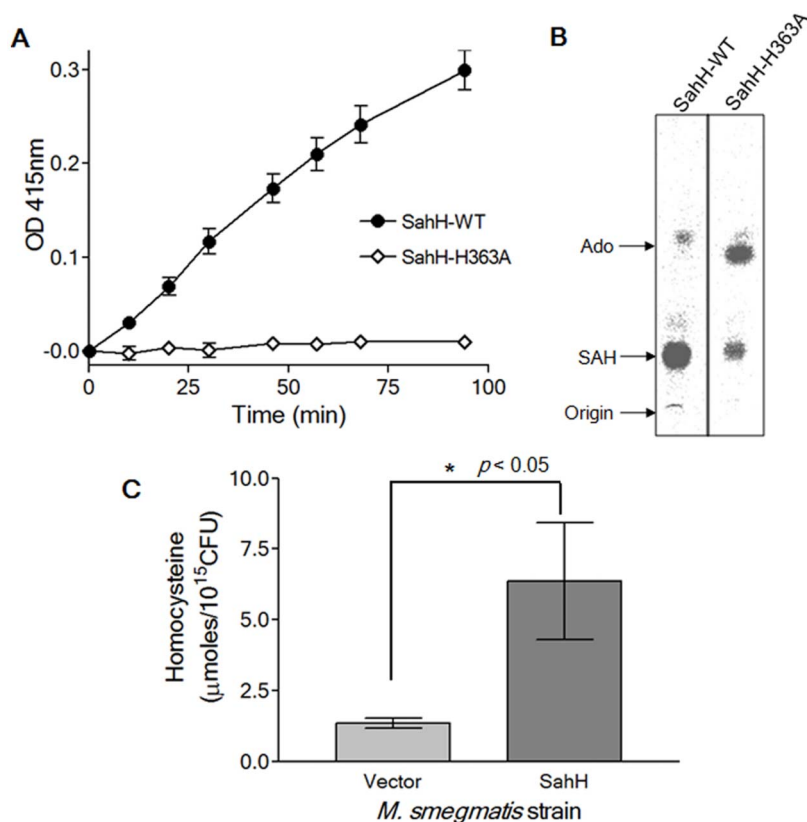 A
OD 415nm
0.3
0.2
0.1
-0.0
0
25
50
75
100
Time (min)
SahH-WT
SahH-H363A
B
SahH-WT
SahH-H363A
Ado
SAH
Origin
C
Homocysteine
(μmoles/10¹⁵CFU)
10.0
7.5
5.0
2.5
0.0
* p < 0.05
Vector
SahH
M. smegmatis strain